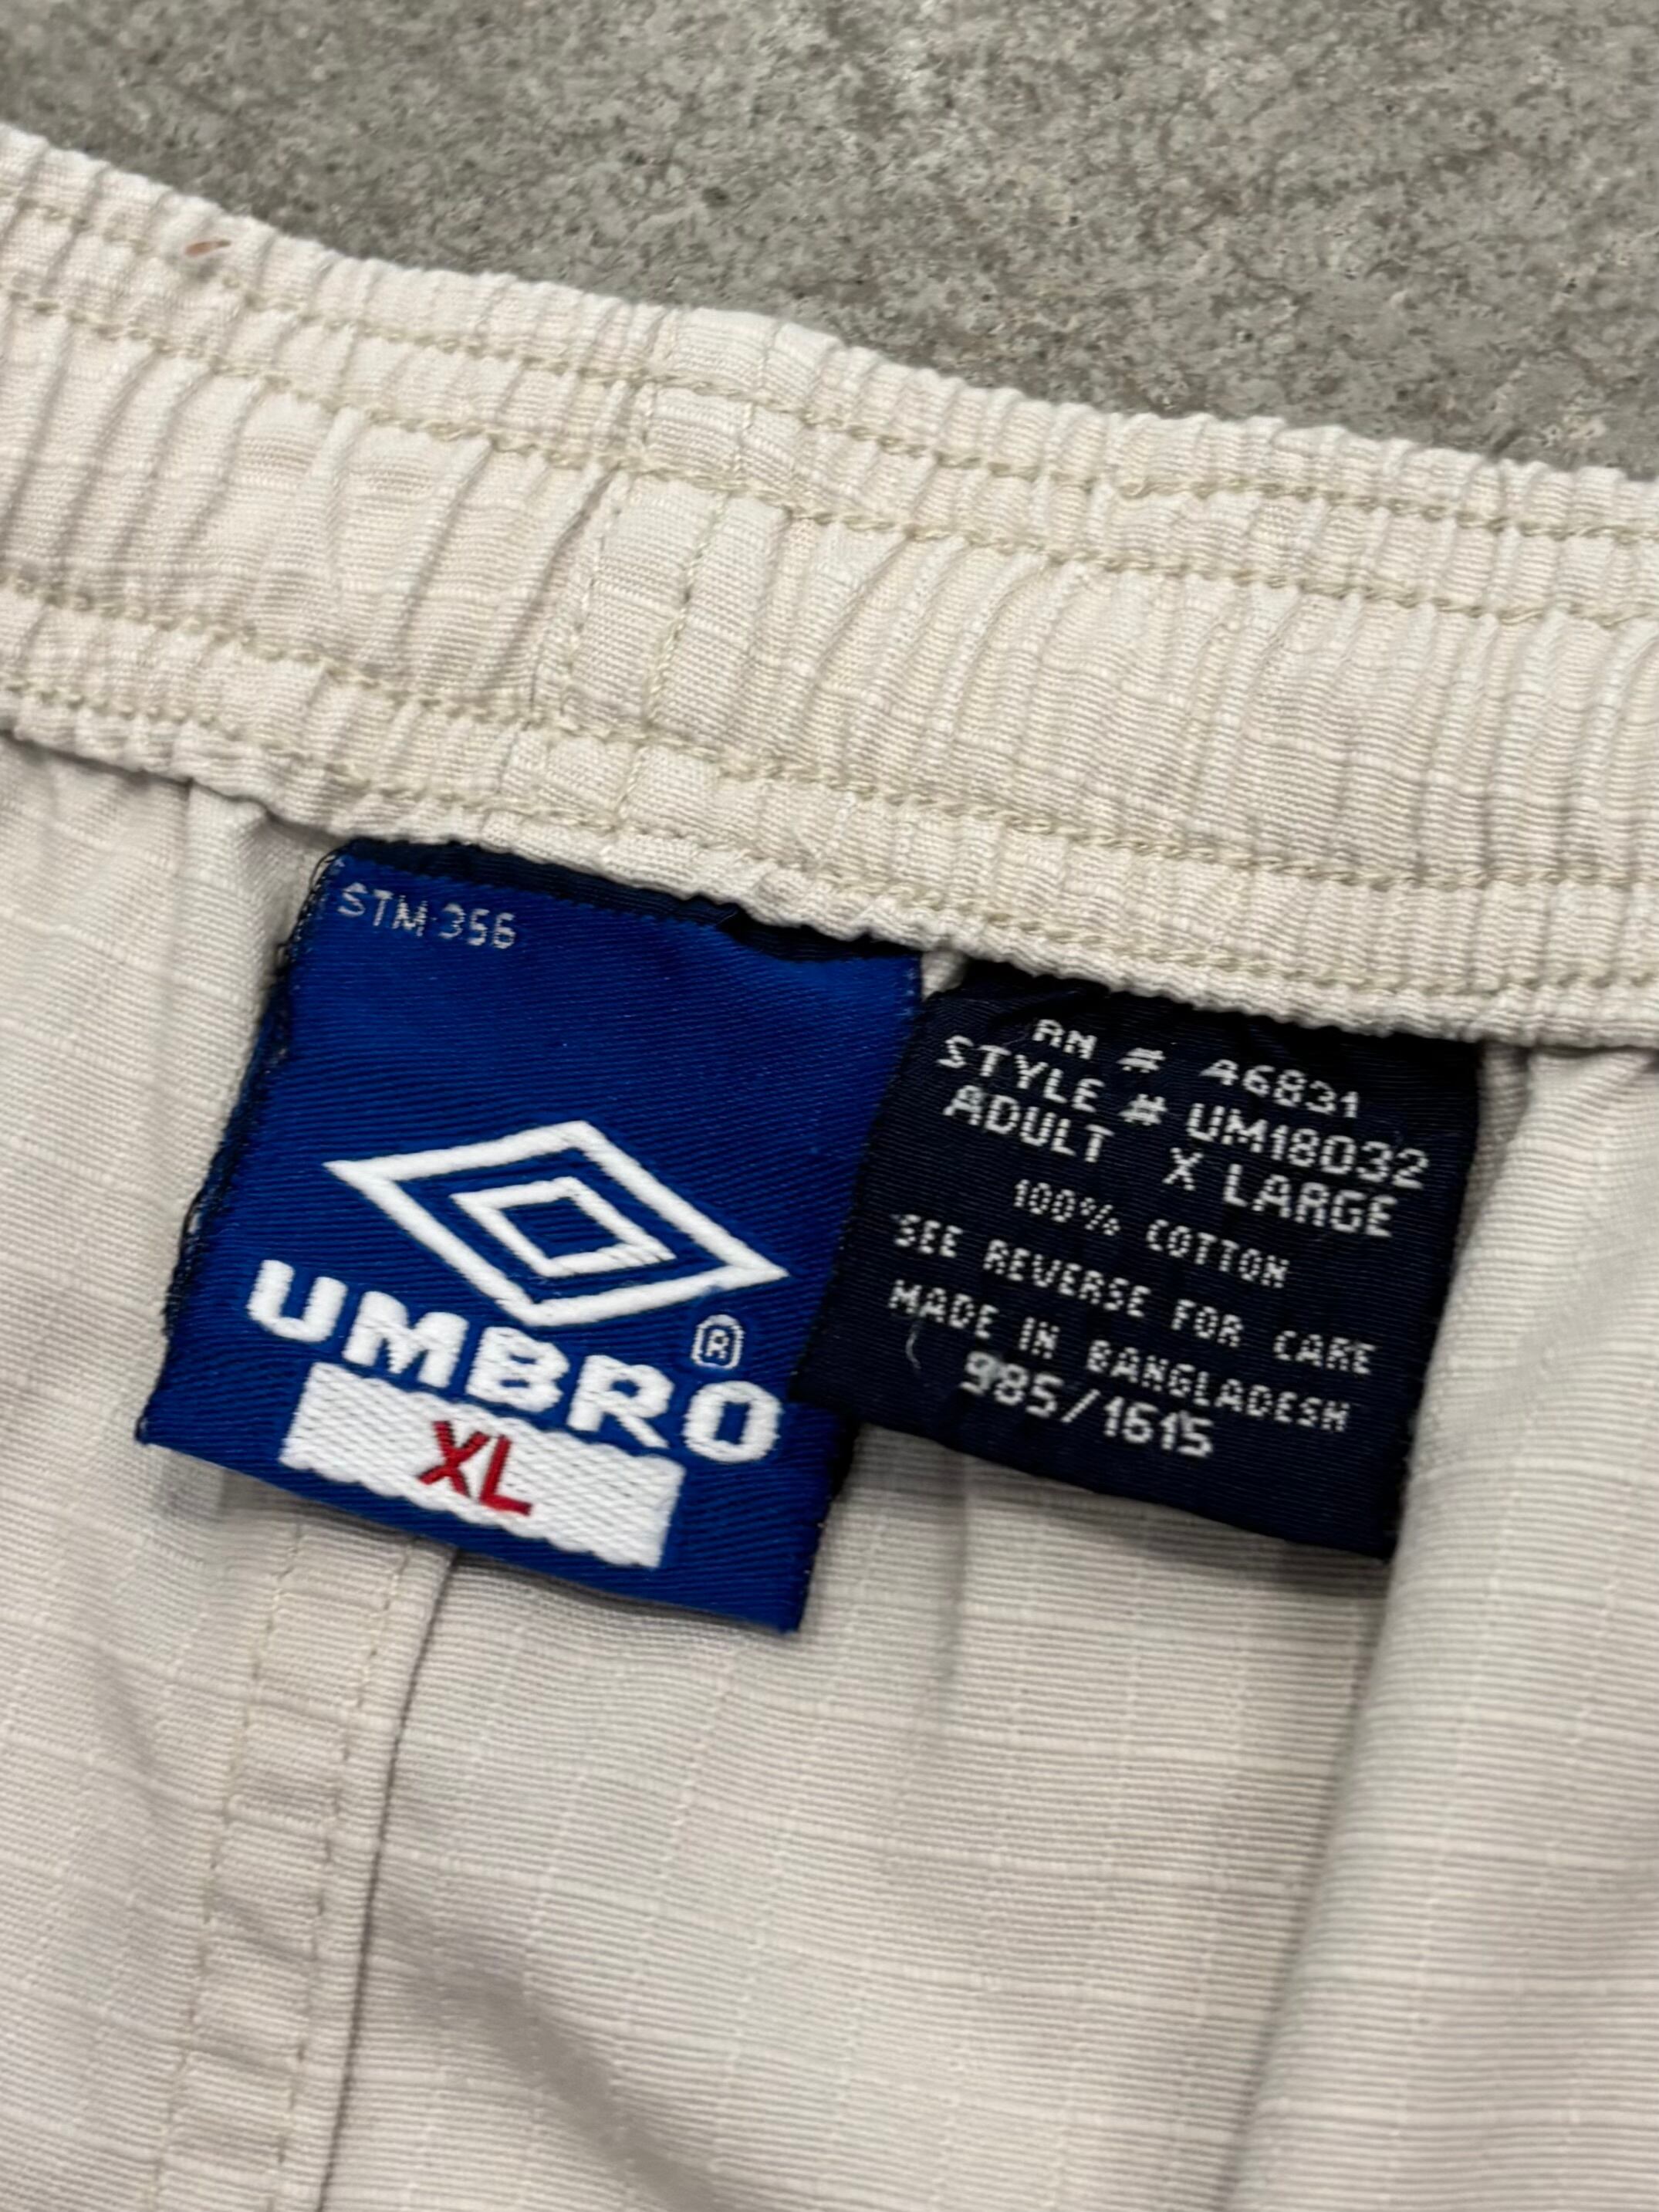 STM-356
UMBRO®
XL
RN # 46831
STYLE # UM18032
ADULT X LARGE
100% COTTON
SEE REVERSE FOR CARE
MADE IN BANGLADESH
985/1615